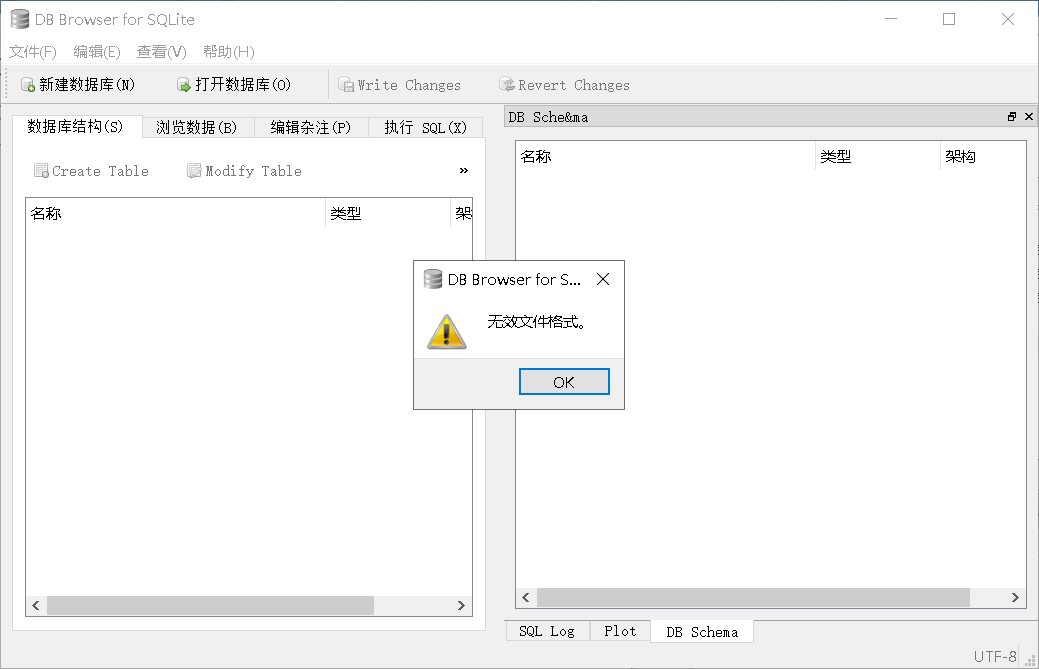 DB Browser for SQLite
文件(F) 编辑(E) 查看(V) 帮助(H)
新建数据库(N) 打开数据库(O) Write Changes Revert Changes
数据库结构(S) 浏览数据(B) 编辑杂注(P) 执行 SQL(X)
Create Table Modify Table »
名称 类型 架
DB Sche&ma
名称 类型 架构
DB Browser for S...
无效文件格式。
OK
SQL Log Plot DB Schema
UTF-8